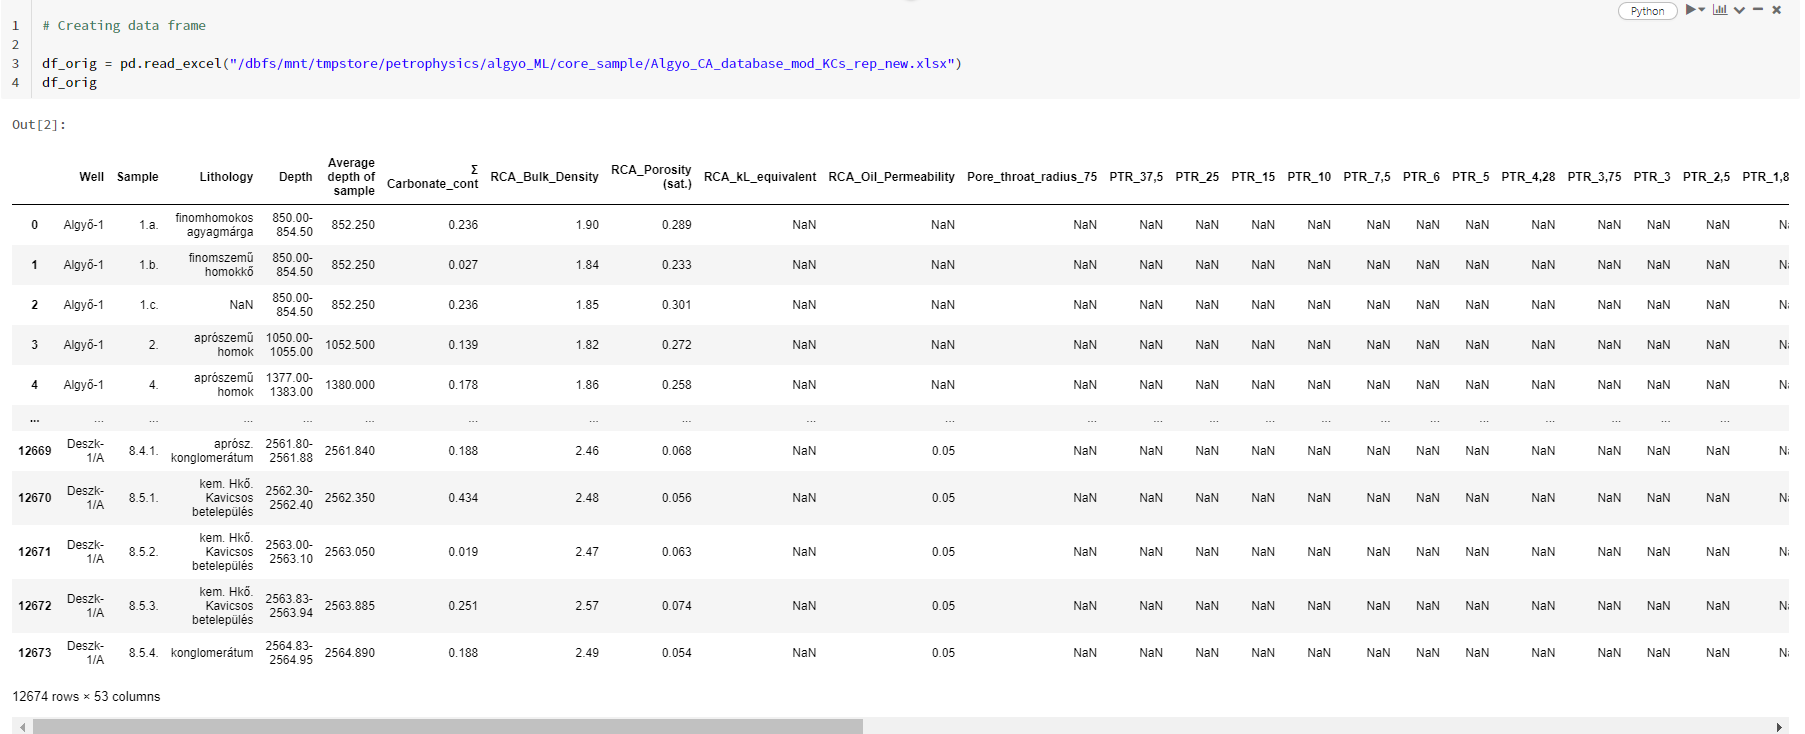 Python
1 # Creating data frame
2
3 df_orig = pd.read_excel("/dbfs/mnt/tmpstore/petrophysics/algyo_ML/core_sample/Algyo_CA_database_mod_KCs_rep_new.xlsx")
4 df_orig
Out[2]:
Well Sample Lithology Depth Average depth of sample Σ Carbonate_cont RCA_Bulk_Density RCA_Porosity (sat.) RCA_kL_equivalent RCA_Oil_Permeability Pore_throat_radius_75 PTR_37,5 PTR_25 PTR_15 PTR_10 PTR_7,5 PTR_6 PTR_5 PTR_4,28 PTR_3,75 PTR_3 PTR_2,5 PTR_1,8
0 Algyő-1 1.a. finomhomokos agyagmárga 850.00-854.50 852.250 0.236 1.90 0.289 NaN NaN NaN NaN NaN NaN NaN NaN NaN NaN NaN NaN NaN NaN Na
1 Algyő-1 1.b. finomszemű homokkő 850.00-854.50 852.250 0.027 1.84 0.233 NaN NaN NaN NaN NaN NaN NaN NaN NaN NaN NaN NaN NaN NaN Na
2 Algyő-1 1.c. NaN 850.00-854.50 852.250 0.236 1.85 0.301 NaN NaN NaN NaN NaN NaN NaN NaN NaN NaN NaN NaN NaN NaN Na
3 Algyő-1 2. aprószemű homok 1050.00-1055.00 1052.500 0.139 1.82 0.272 NaN NaN NaN NaN NaN NaN NaN NaN NaN NaN NaN NaN NaN NaN Na
4 Algyő-1 4. aprószemű homok 1377.00-1383.00 1380.000 0.178 1.86 0.258 NaN NaN NaN NaN NaN NaN NaN NaN NaN NaN NaN NaN NaN NaN Na
... ... ... ... ... ... ... ... ... ... ... ... ... ... ... ... ... ... ... ... ... ... ...
12669 Deszk-1/A 8.4.1. aprósz. konglomerátum 2561.80-2561.88 2561.840 0.188 2.46 0.068 NaN 0.05 NaN NaN NaN NaN NaN NaN NaN NaN NaN NaN NaN NaN Na
12670 Deszk-1/A 8.5.1. kem. Hkő. Kavicsos betelepülés 2562.30-2562.40 2562.350 0.434 2.48 0.056 NaN 0.05 NaN NaN NaN NaN NaN NaN NaN NaN NaN NaN NaN NaN Na
12671 Deszk-1/A 8.5.2. kem. Hkő. Kavicsos betelepülés 2563.00-2563.10 2563.050 0.019 2.47 0.063 NaN 0.05 NaN NaN NaN NaN NaN NaN NaN NaN NaN NaN NaN NaN Na
12672 Deszk-1/A 8.5.3. kem. Hkő. Kavicsos betelepülés 2563.83-2563.94 2563.885 0.251 2.57 0.074 NaN 0.05 NaN NaN NaN NaN NaN NaN NaN NaN NaN NaN NaN NaN Na
12673 Deszk-1/A 8.5.4. konglomerátum 2564.83-2564.95 2564.890 0.188 2.49 0.054 NaN 0.05 NaN NaN NaN NaN NaN NaN NaN NaN NaN NaN NaN NaN Na
12674 rows × 53 columns